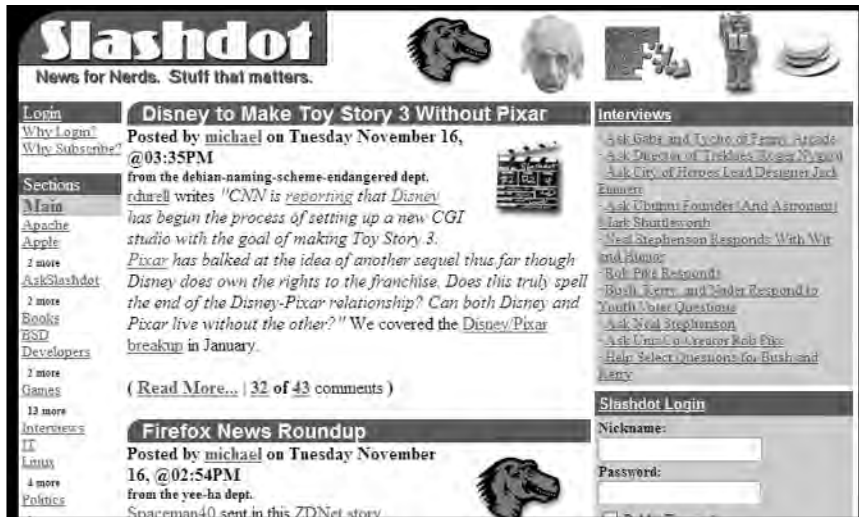 Slashdot
News for Nerds. Stuff that matters.
Login
Why Login?
Why Subscribe?
Sections
Main
Apache
Apple
2 more
AskSlashdot
2 more
Books
BSD
Developers
2 more
Games
13 more
Interviews
IT
Linux
4 more
Politics
Disney to Make Toy Story 3 Without Pixar
Posted by michael on Tuesday November 16,
@03:35PM
from the debian-naming-scheme-endangered dept.
rdurell writes "CNN is reporting that Disney
has begun the process of setting up a new CGI
studio with the goal of making Toy Story 3.
Pixar has balked at the idea of another sequel thus far though
Disney does own the rights to the franchise. Does this truly spell
the end of the Disney-Pixar relationship? Can both Disney and
Pixar live without the other?" We covered the Disney/Pixar
breakup in January.
( Read More... | 32 of 43 comments )
Firefox News Roundup
Posted by michael on Tuesday November
16, @02:54PM
from the yee-ha dept.
Spaceman40 sent in this ZDNet story
Interviews
· Ask Gabe and Tycho of Penny Arcade
· Ask Director of Trekkies Roger Nygard
· Ask City of Heroes Lead Designer Jack
Emmert
· Ask Ubuntu Founder (And Astronaut)
Mark Shuttleworth
· Neal Stephenson Responds With Wit
and Humor
· Rob Pike Responds
· Bush, Kerry, and Nader Respond to
Youth Voter Questions
· Ask Neal Stephenson
· Ask Unix Co-Creator Rob Pike
· Help Select Questions for Bush and
Kerry
Slashdot Login
Nickname:
Password: